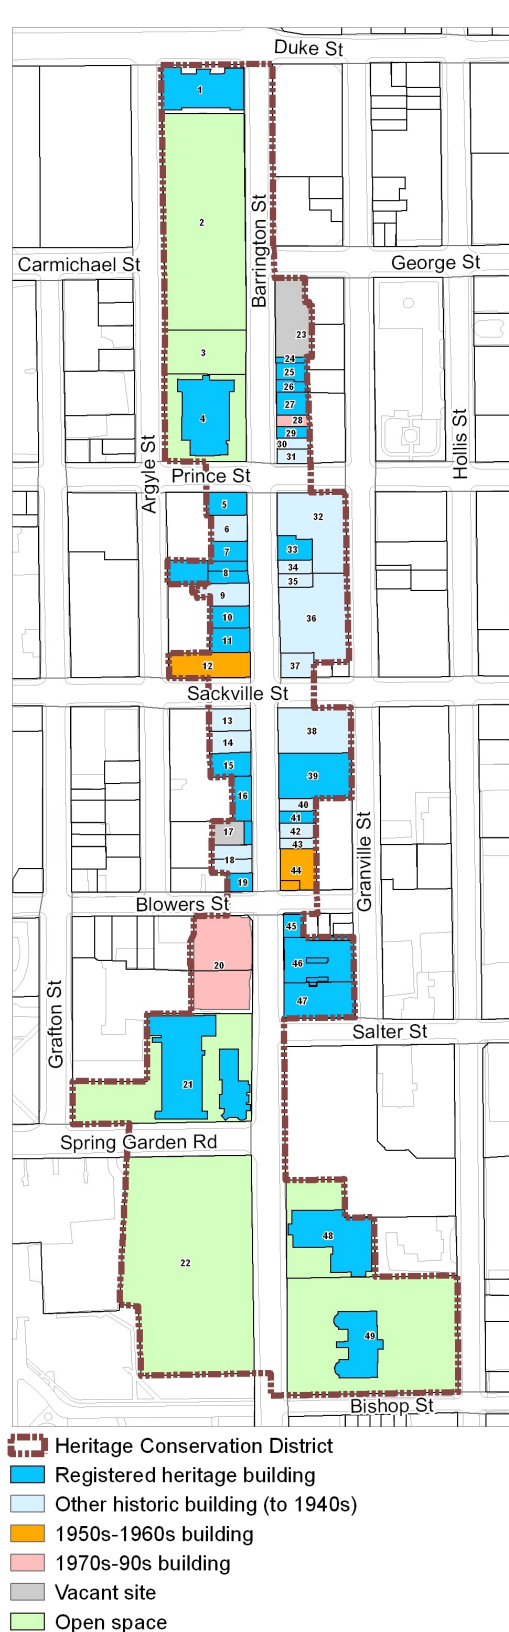 Duke St
1
Barrington St
2
Carmichael St
George St
23
3
24
25
26
4
27
28
29
30
31
Argyle St
Hollis St
Prince St
5
32
6
7
33
8
34
35
9
10
36
11
12
37
Sackville St
13
38
14
15
39
16
40
41
17
42
43
18
44
19
Granville St
Blowers St
45
20
46
47
Grafton St
Salter St
21
Spring Garden Rd
48
22
49
Bishop St
Heritage Conservation District
Registered heritage building
Other historic building (to 1940s)
1950s-1960s building
1970s-90s building
Vacant site
Open space